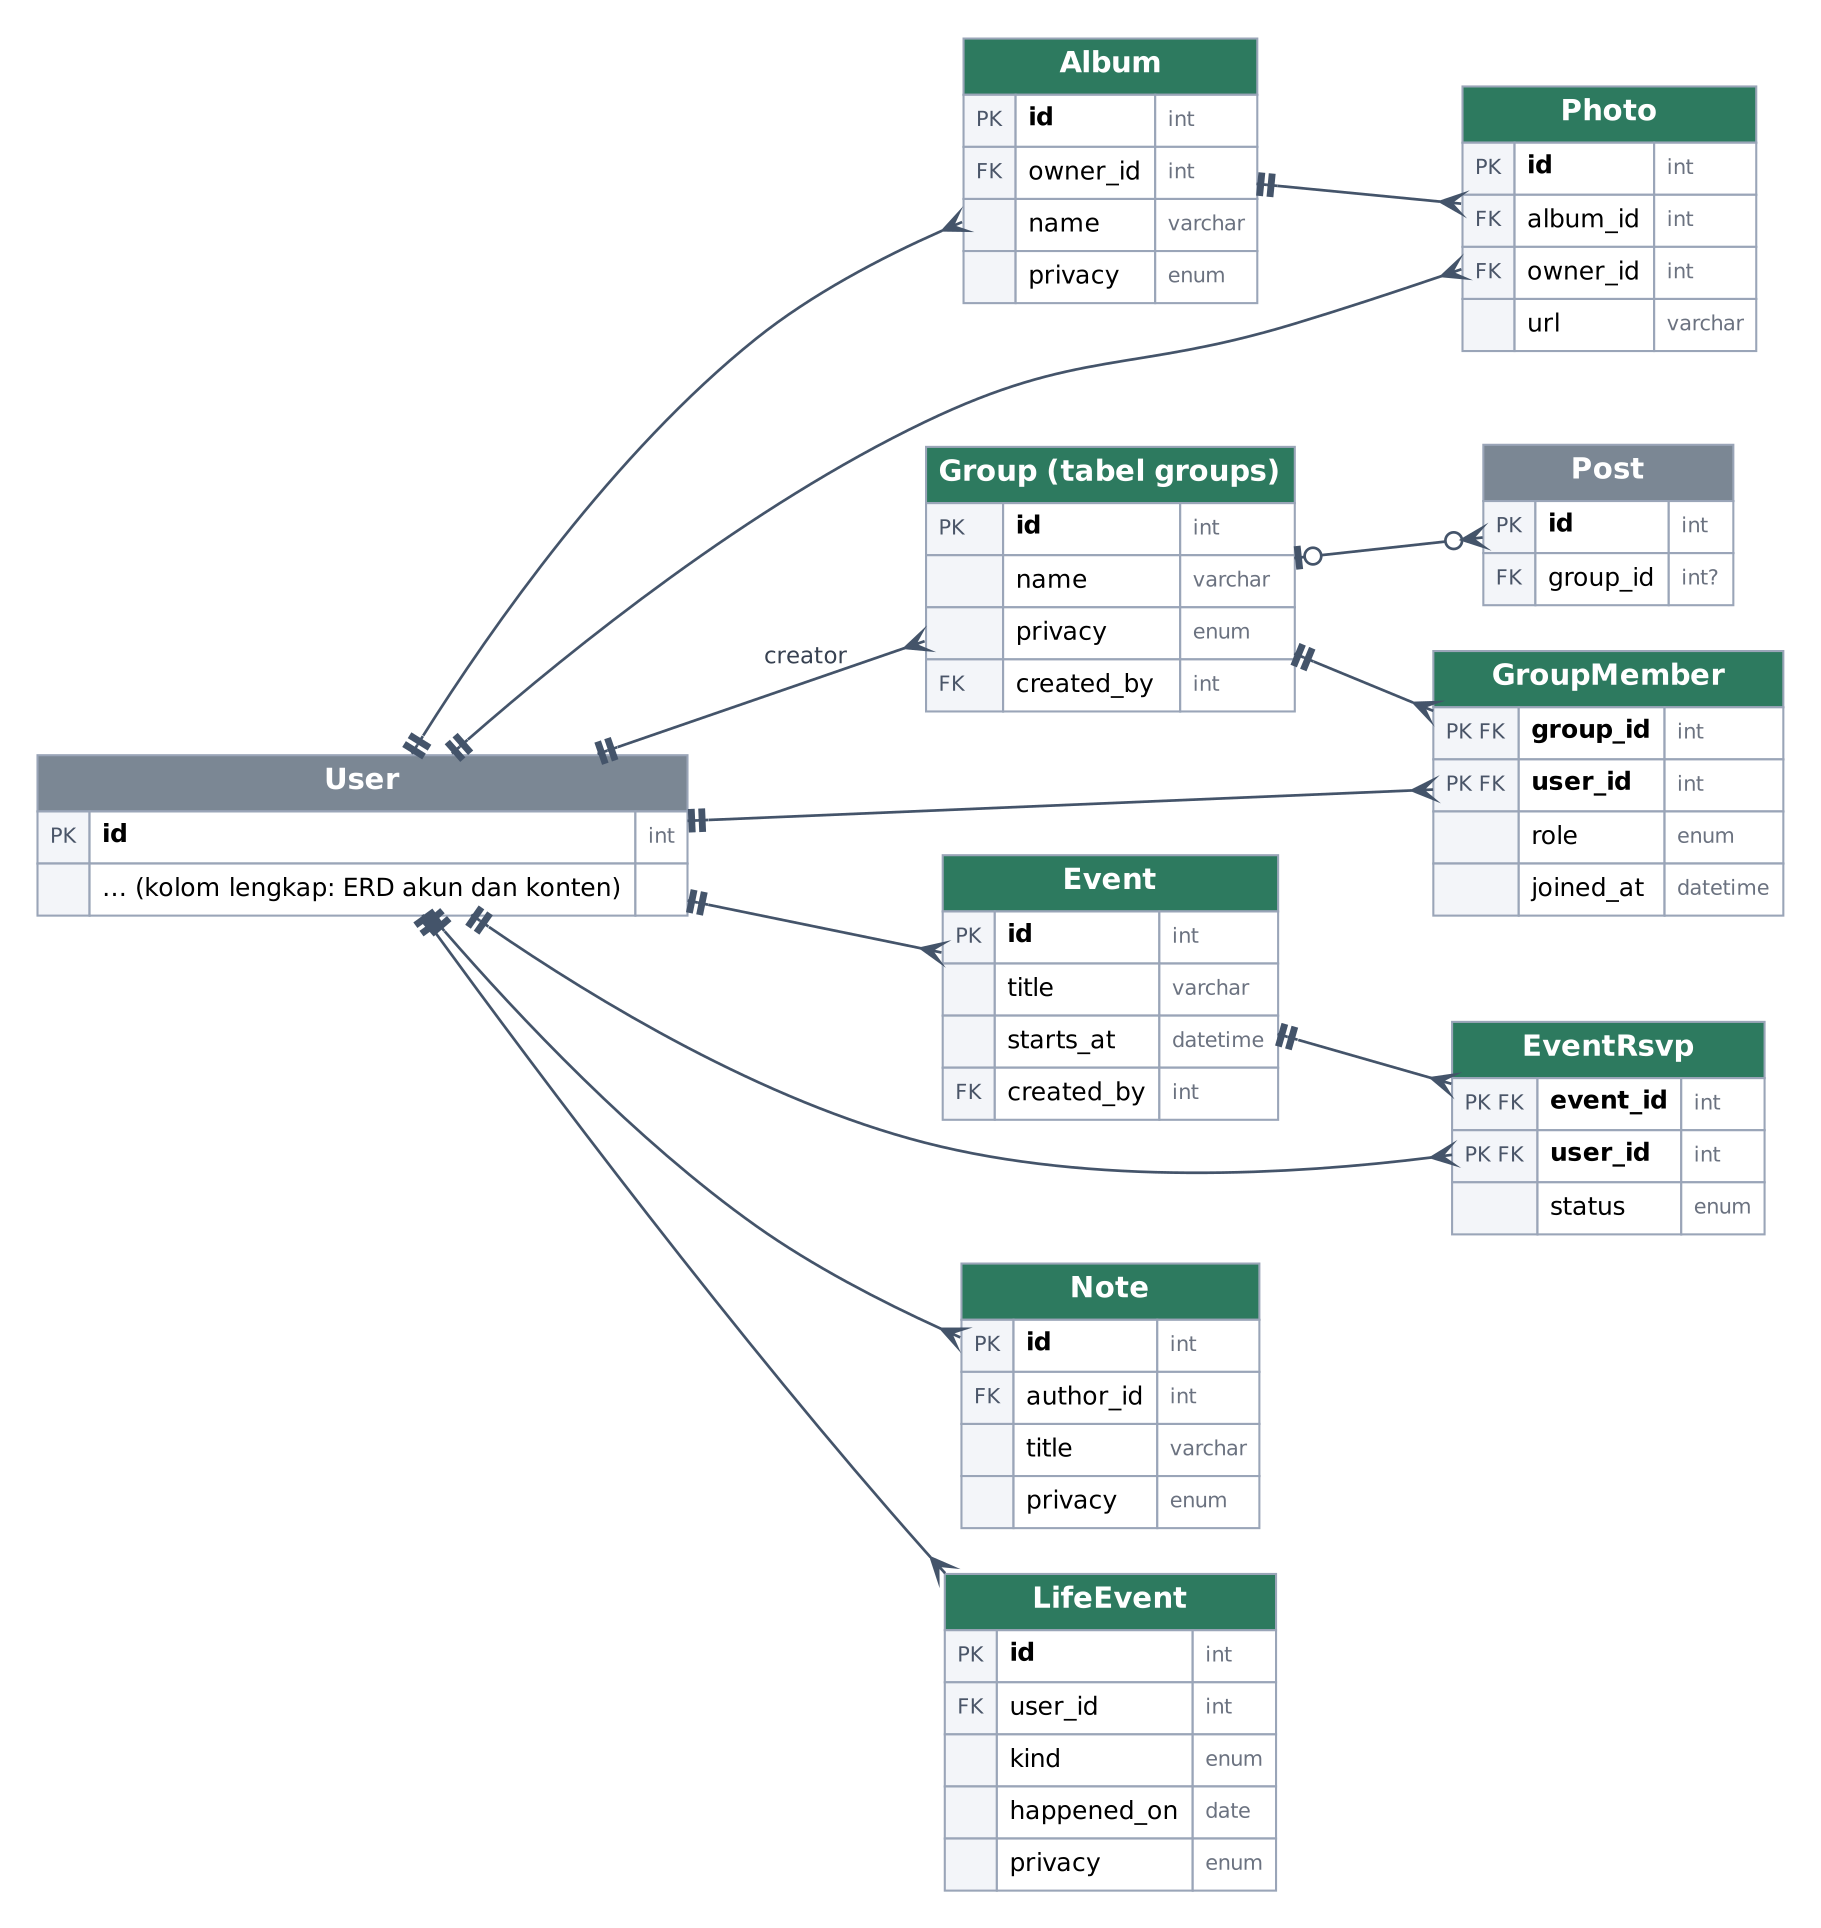 Album
PK id int
FK owner_id int
name varchar
privacy enum
Photo
PK id int
FK album_id int
FK owner_id int
url varchar
Group (tabel groups)
PK id int
name varchar
privacy enum
FK created_by int
Post
PK id int
FK group_id int?
creator
GroupMember
PK FK group_id int
PK FK user_id int
role enum
joined_at datetime
User
PK id int
... (kolom lengkap: ERD akun dan konten)
Event
PK id int
title varchar
starts_at datetime
FK created_by int
EventRsvp
PK FK event_id int
PK FK user_id int
status enum
Note
PK id int
FK author_id int
title varchar
privacy enum
LifeEvent
PK id int
FK user_id int
kind enum
happened_on date
privacy enum